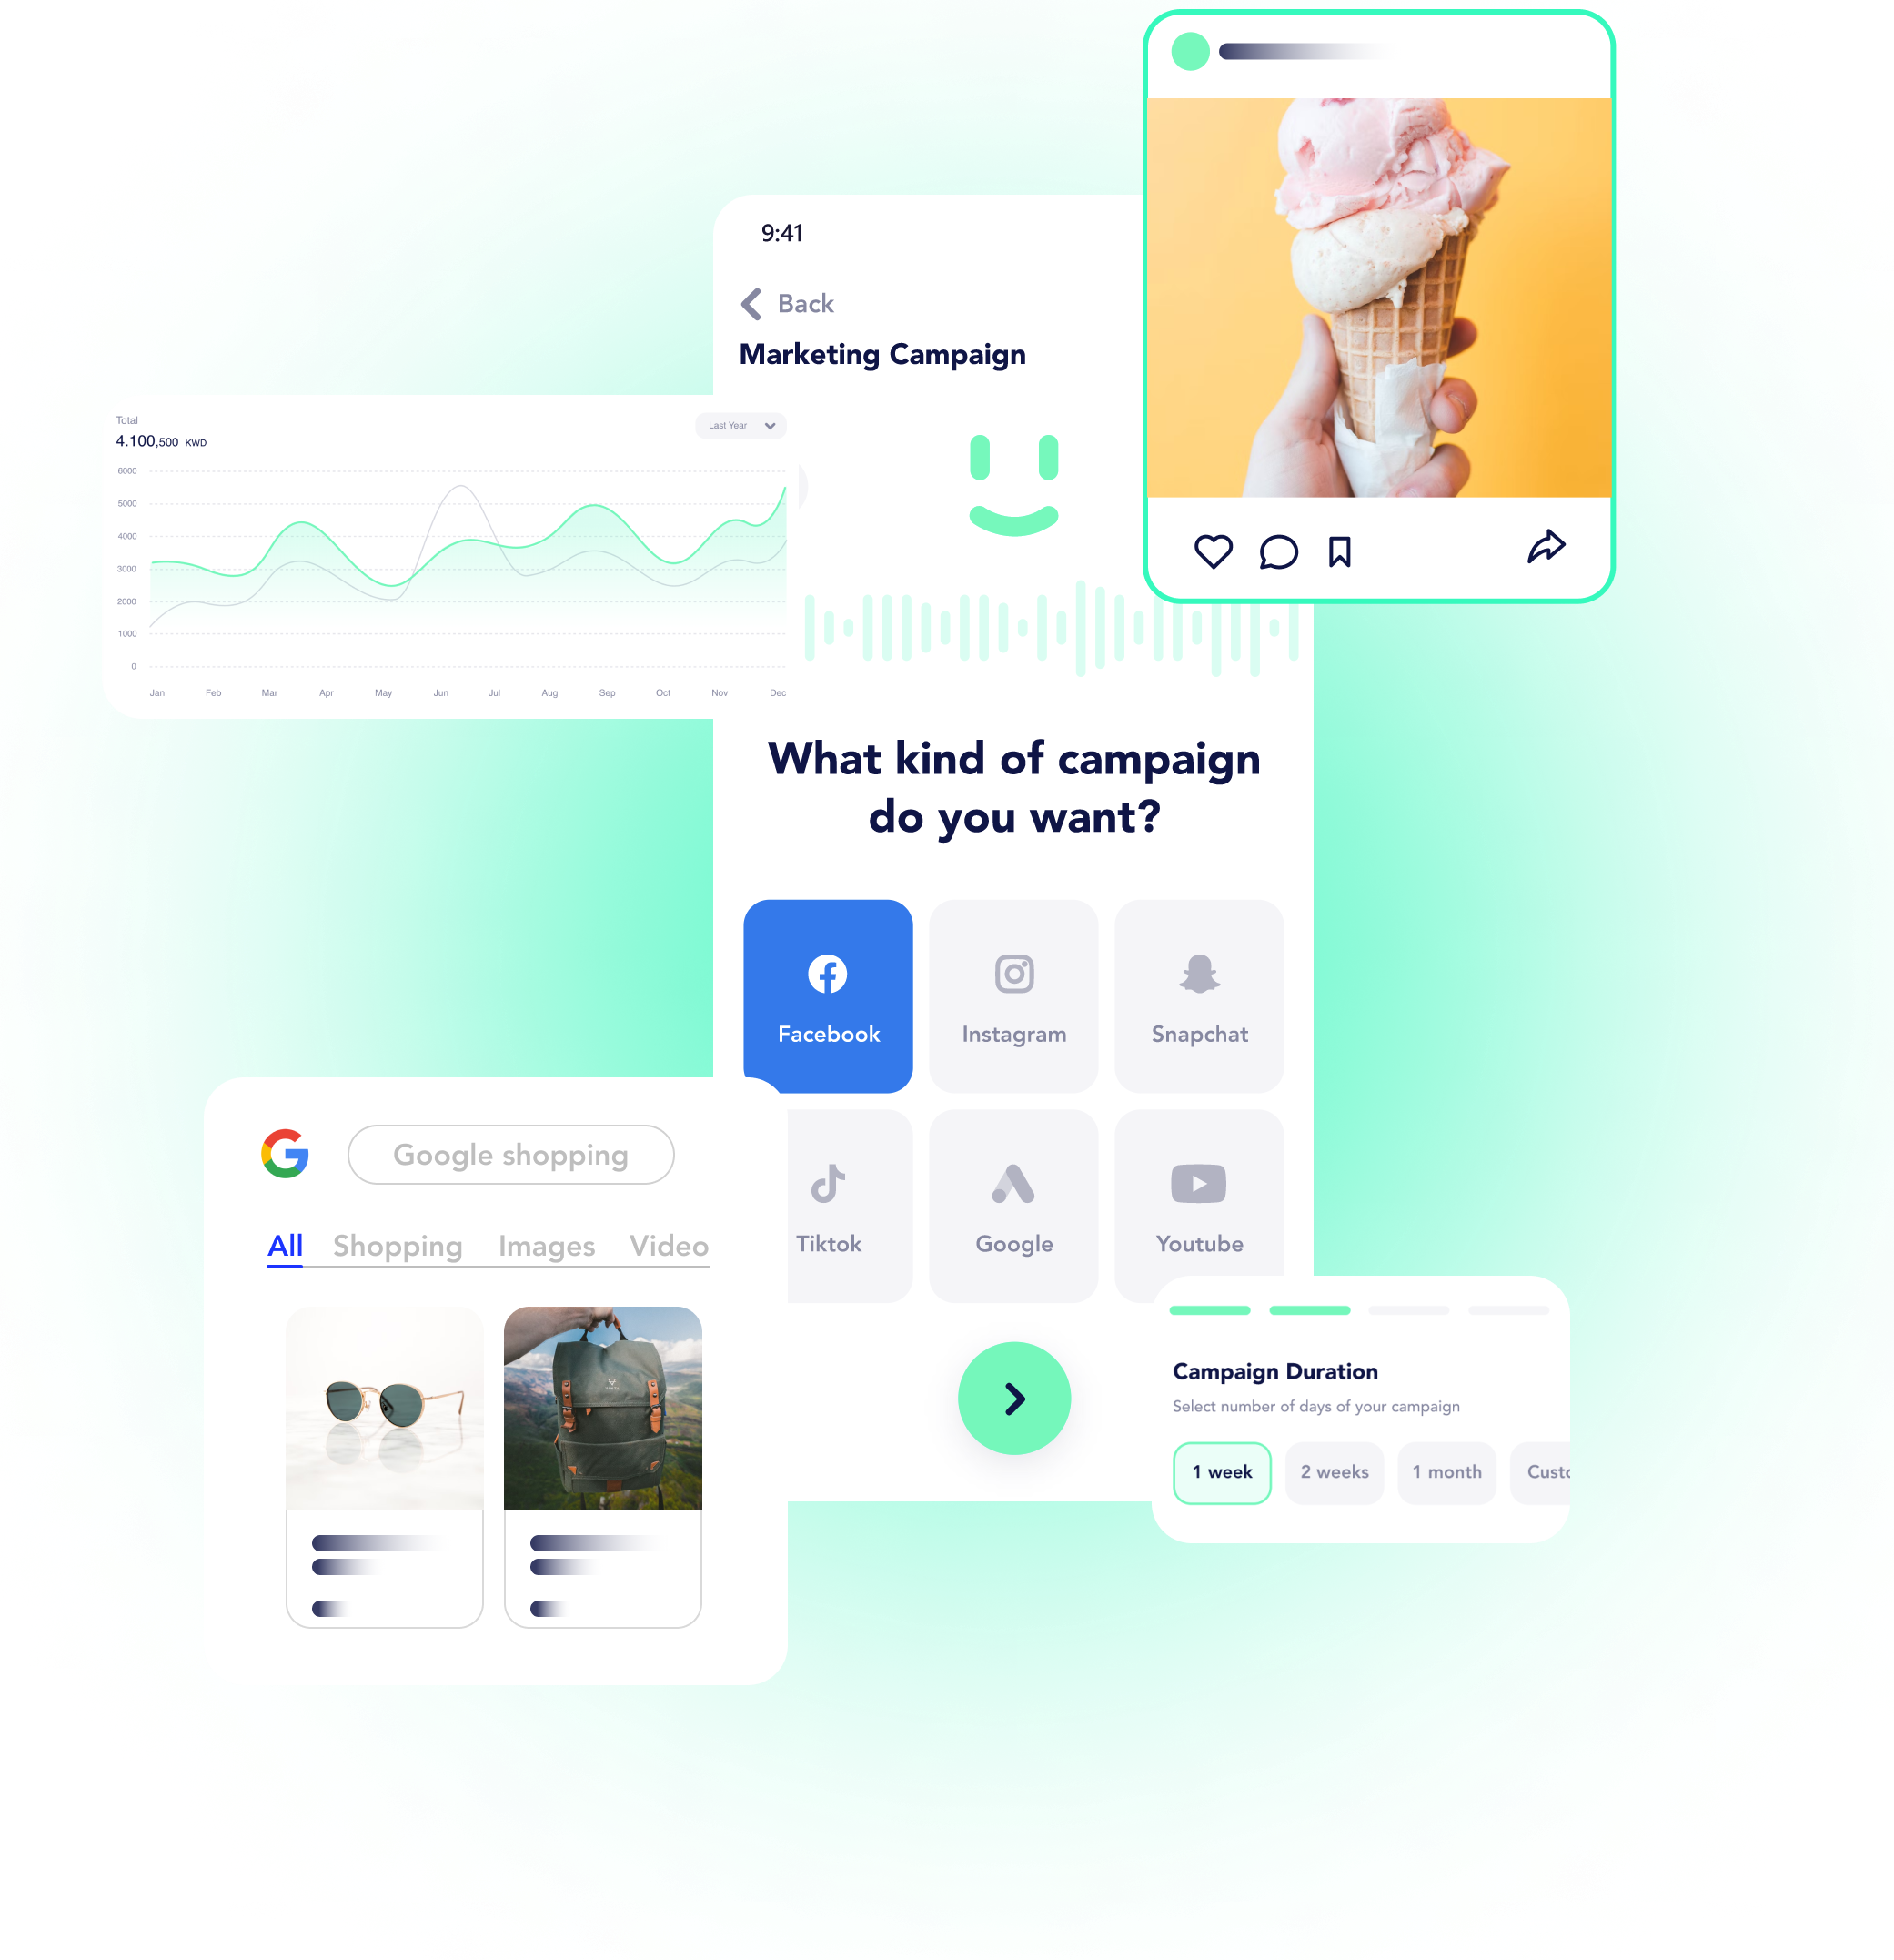 9:41
Back
Marketing Campaign
Total
4.100,500 KWD
Last Year
6000
5000
4000
3000
2000
1000
0
Jan Feb Mar Apr May Jun Jul Aug Sep Oct Nov Dec
What kind of campaign
do you want?
Facebook Instagram Snapchat
Tiktok Google Youtube
Google shopping
All Shopping Images Video
Campaign Duration
Select number of days of your campaign
1 week 2 weeks 1 month Custo